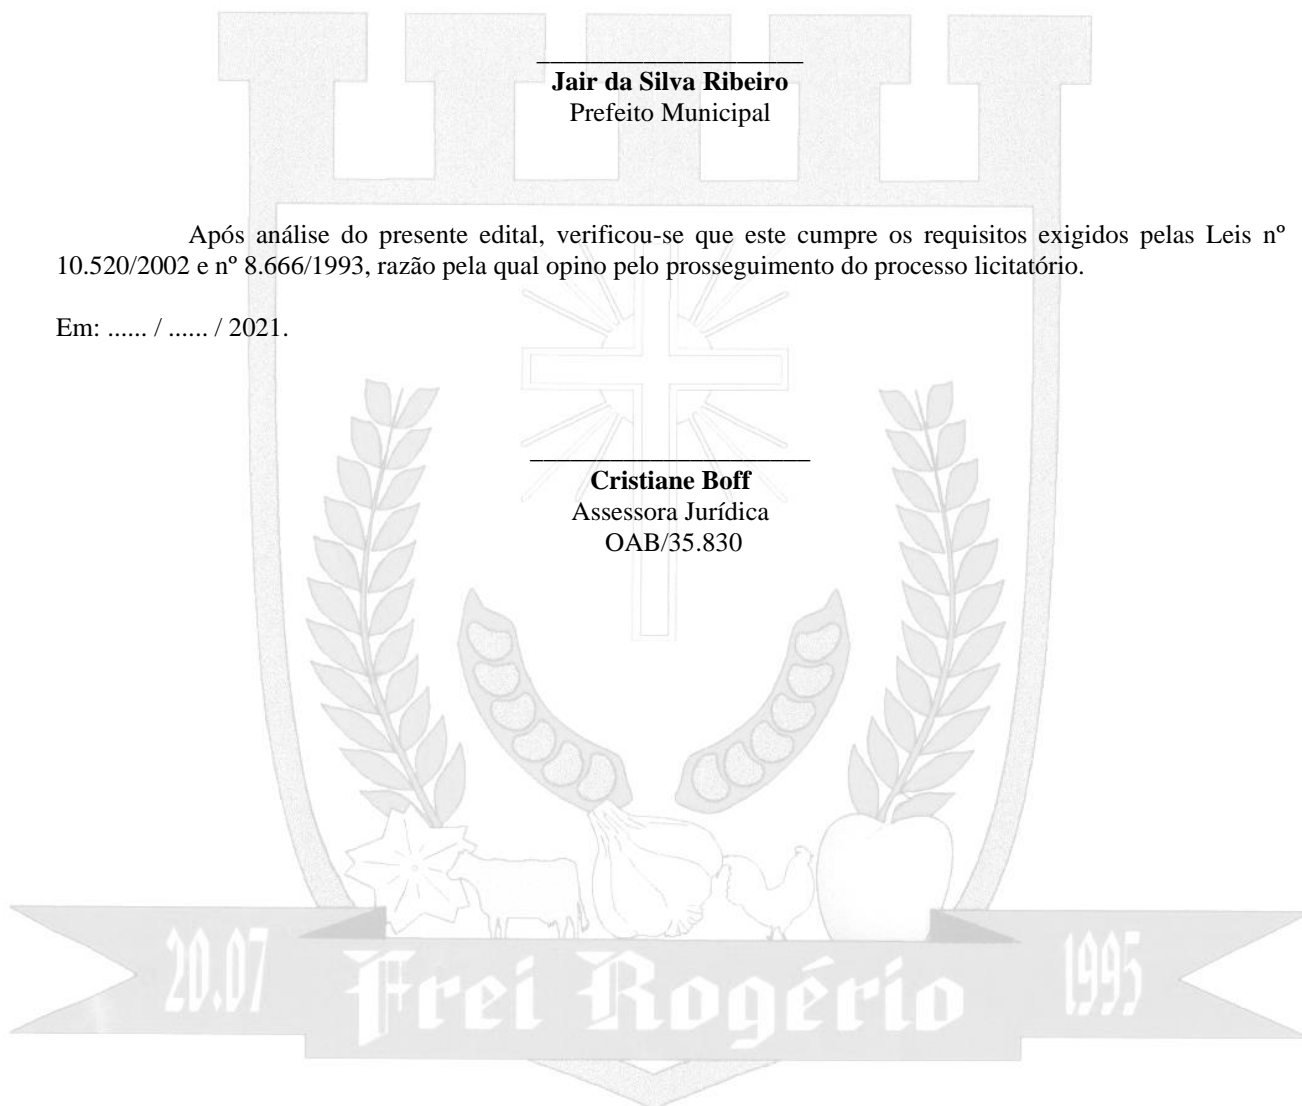 ____________________
Jair da Silva Ribeiro
Prefeito Municipal
Após análise do presente edital, verificou-se que este cumpre os requisitos exigidos pelas Leis nº
10.520/2002 e nº 8.666/1993, razão pela qual opino pelo prosseguimento do processo licitatório.
Em: ...... / ...... / 2021.
_____________________
Cristiane Boff
Assessora Jurídica
OAB/35.830
20.07 Frei Rogério 1995